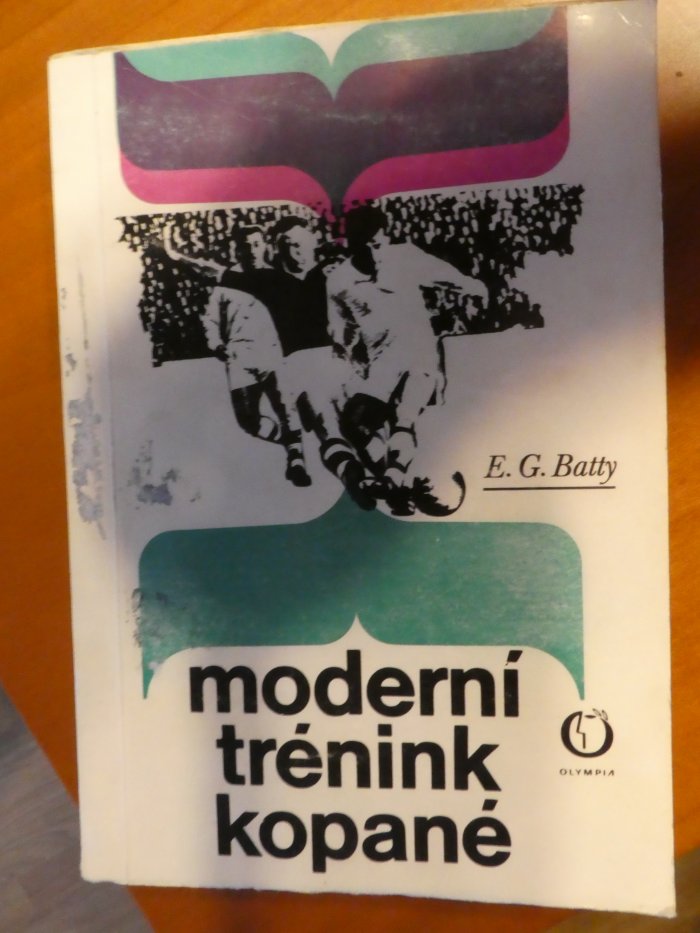 E. G. Batty
moderní
trénink
kopané
OLYMPIA